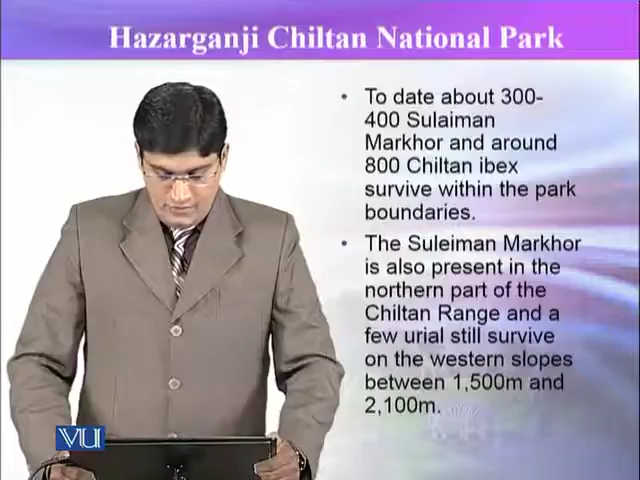 Hazarganji Chiltan National Park
• To date about 300-
400 Sulaiman
Markhor and around
800 Chiltan ibex
survive within the park
boundaries.
• The Suleiman Markhor
is also present in the
northern part of the
Chiltan Range and a
few urial still survive
on the western slopes
between 1,500m and
2,100m.
VU